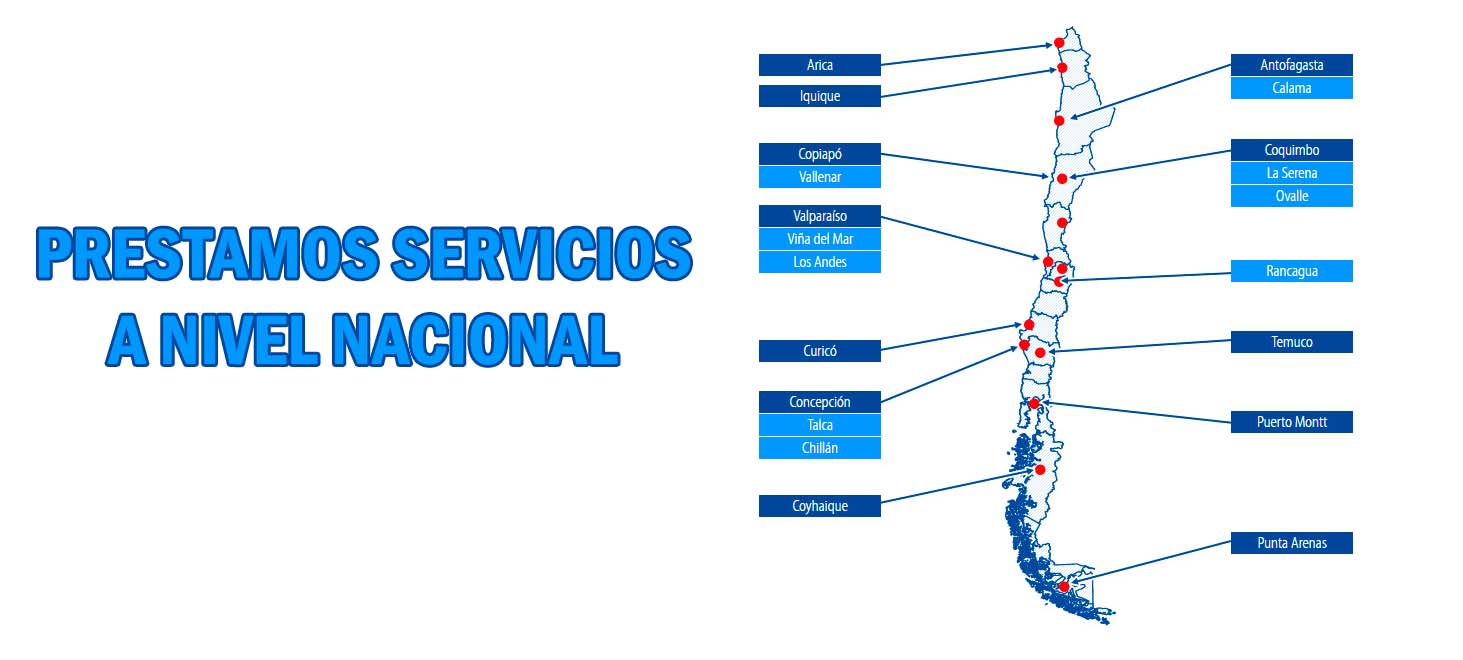 PRESTAMOS SERVICIOS
A NIVEL NACIONAL
Arica
Iquique
Copiapó
Vallenar
Valparaíso
Viña del Mar
Los Andes
Curicó
Concepción
Talca
Chillán
Coyhaique
Antofagasta
Calama
Coquimbo
La Serena
Ovalle
Rancagua
Temuco
Puerto Montt
Punta Arenas